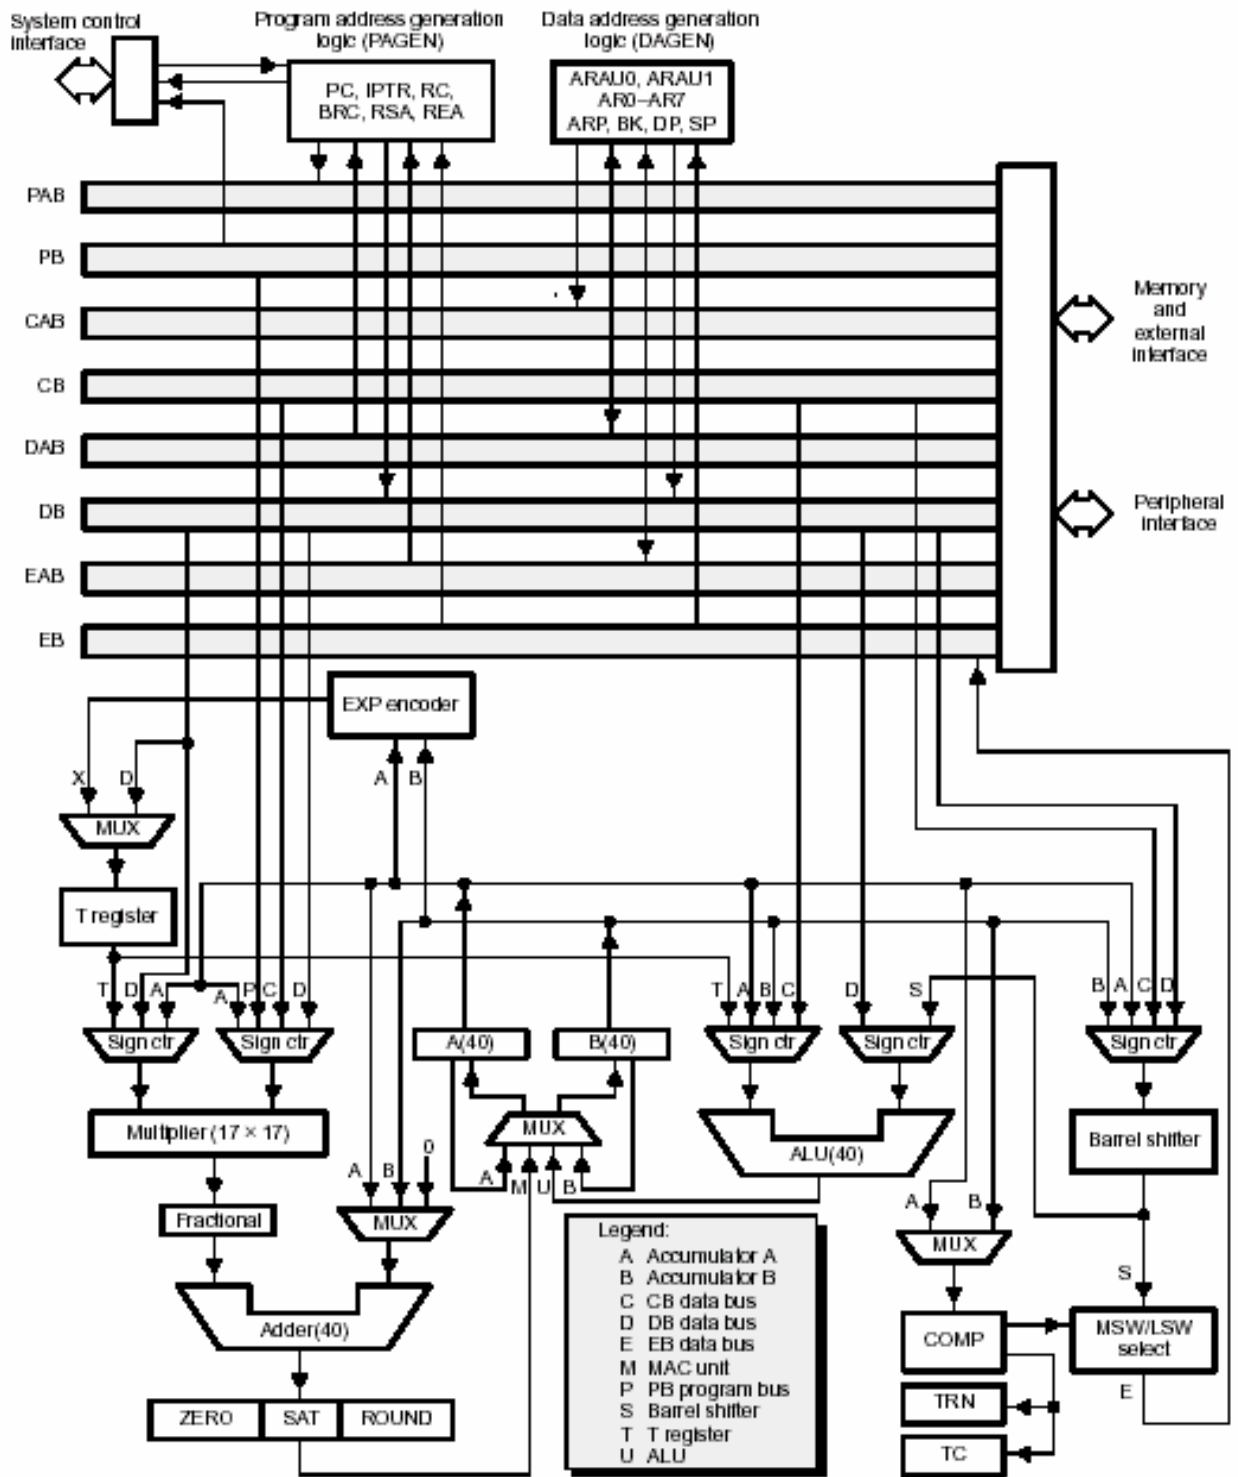 System control
interface
Program address generation
logic (PAGEN)
Data address generation
logic (DAGEN)
PC, IPTR, RC,
BRC, RSA, REA
ARAU0, ARAU1
AR0–AR7
ARP, BK, DP, SP
PAB
PB
CAB
CB
DAB
DB
EAB
EB
Memory
and
external
interface
Peripheral
interface
EXP encoder
X D
A B
MUX
T register
T D A
A P C D
T A B C
D S
B A C D
Sign ctr
Sign ctr
A(40)
B(40)
Sign ctr
Sign ctr
Sign ctr
Multiplier (17 × 17)
MUX
ALU(40)
Barrel shifter
A B 0
A M U B
A B
Fractional
MUX
MUX
S
Adder(40)
COMP
MSW/LSW
select
E
ZERO
SAT
ROUND
TRN
TC
Legend:
A Accumulator A
B Accumulator B
C CB data bus
D DB data bus
E EB data bus
M MAC unit
P PB program bus
S Barrel shifter
T T register
U ALU